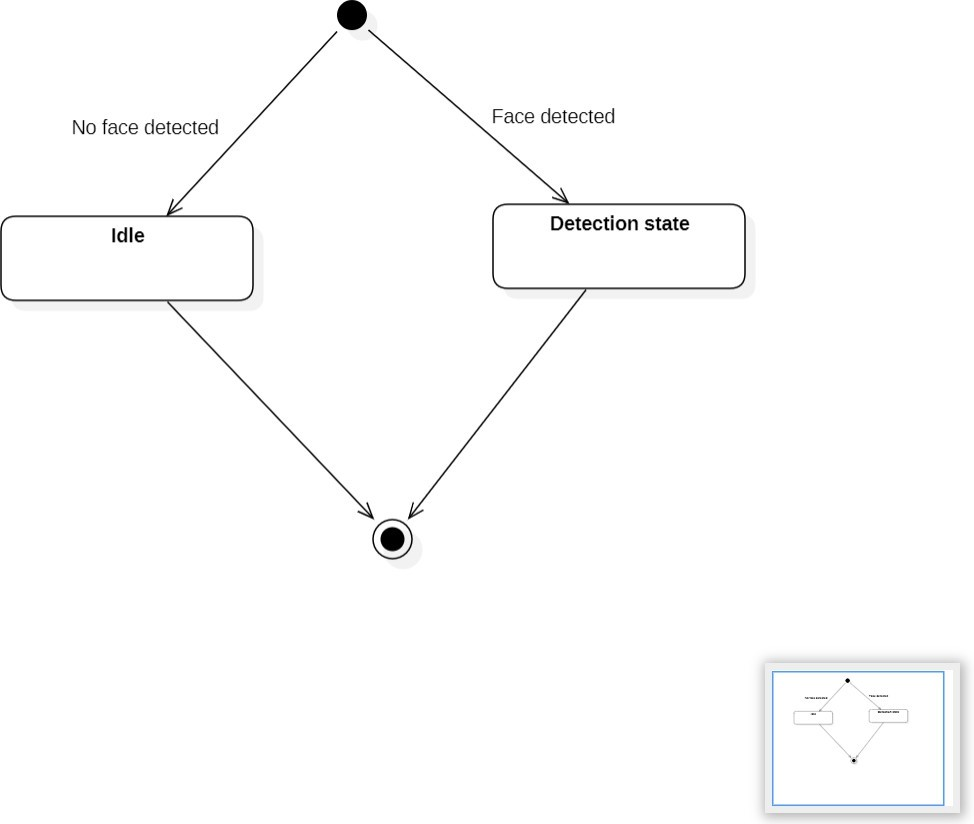 Face detected
No face detected
Detection state
Idle